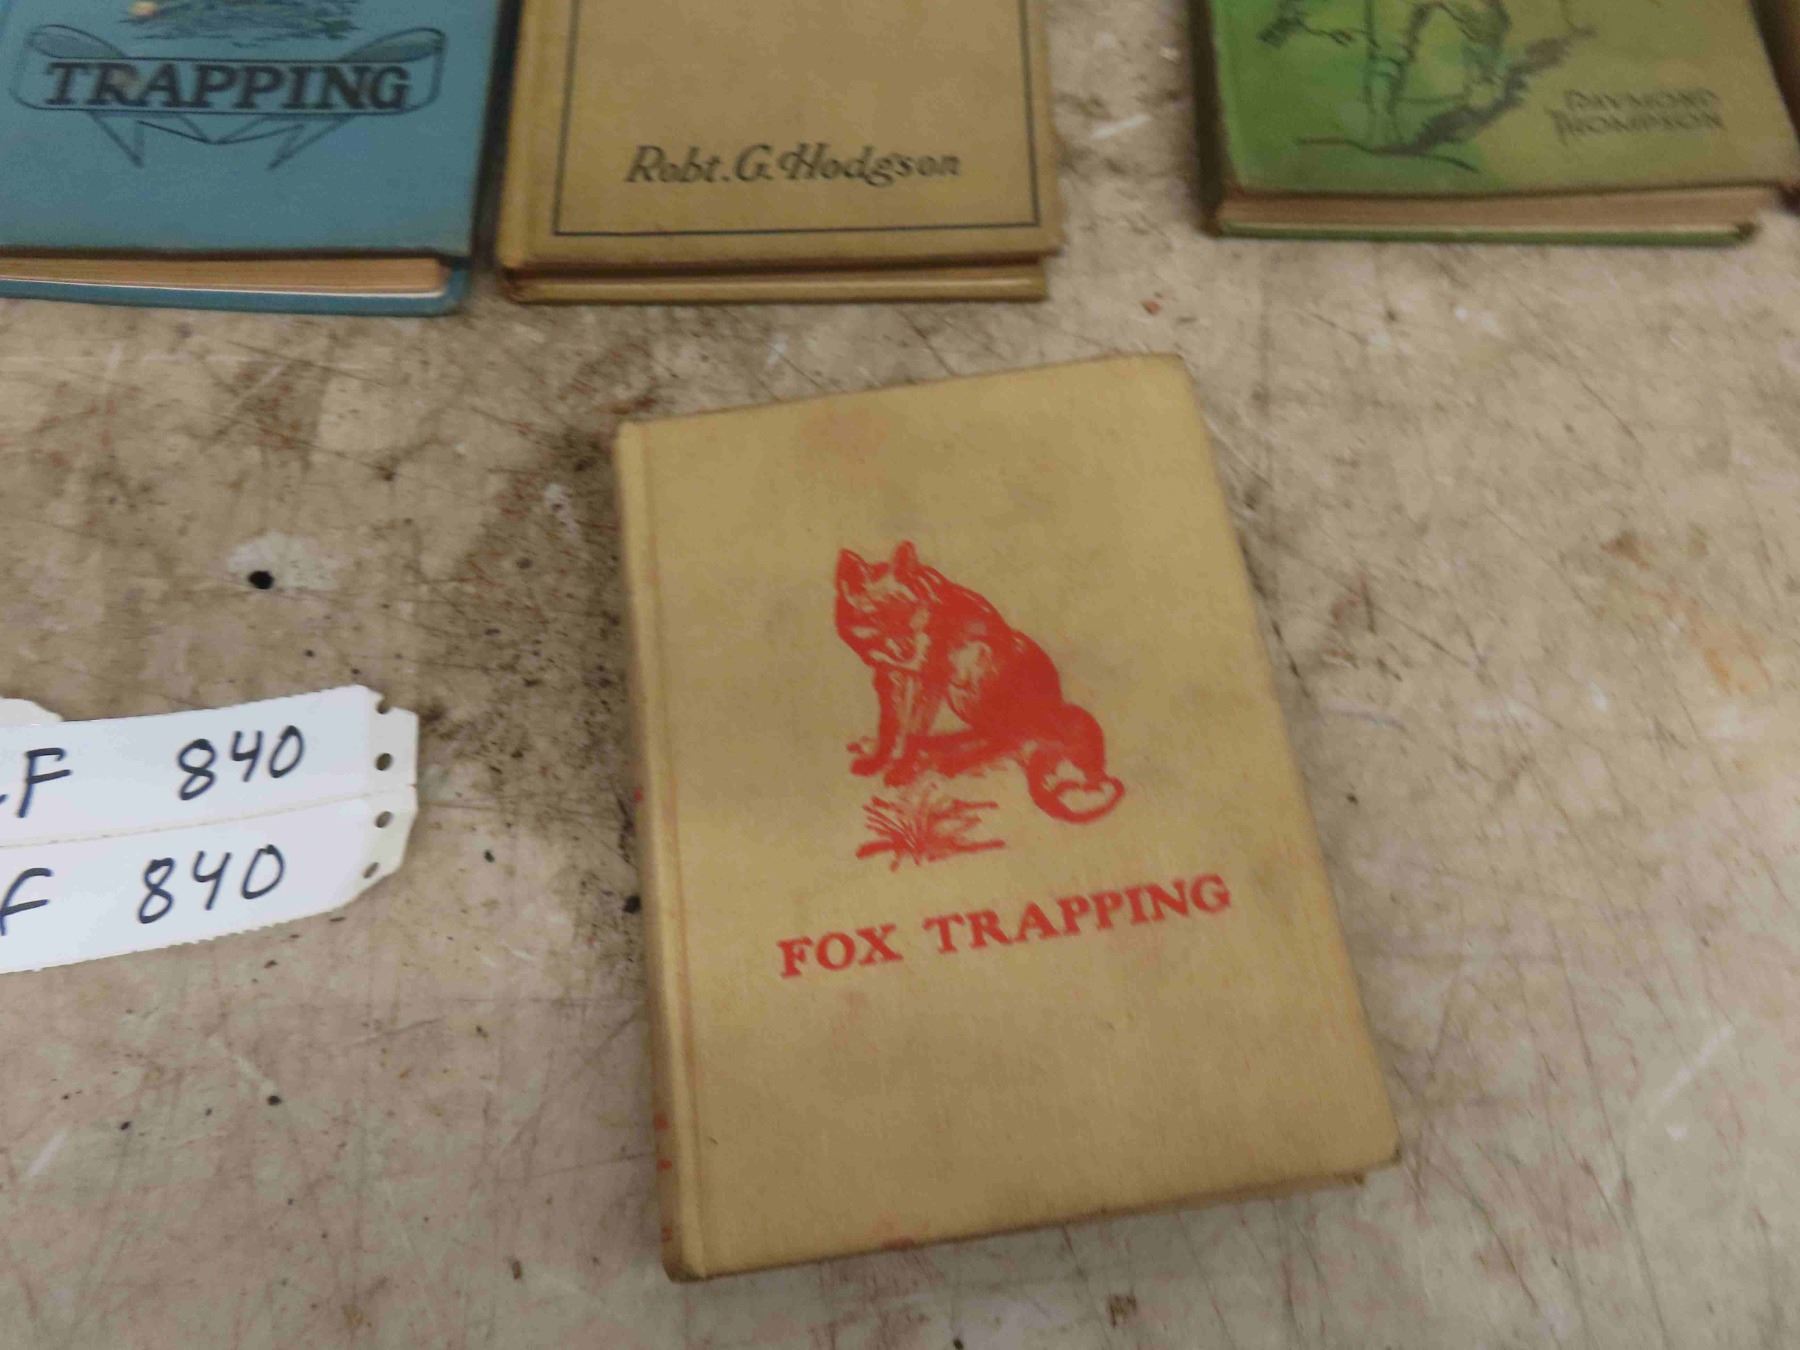 TRAPPING
Robt. G. Hodgson
RAYMOND
THOMPSON
F 840
F 840
FOX TRAPPING